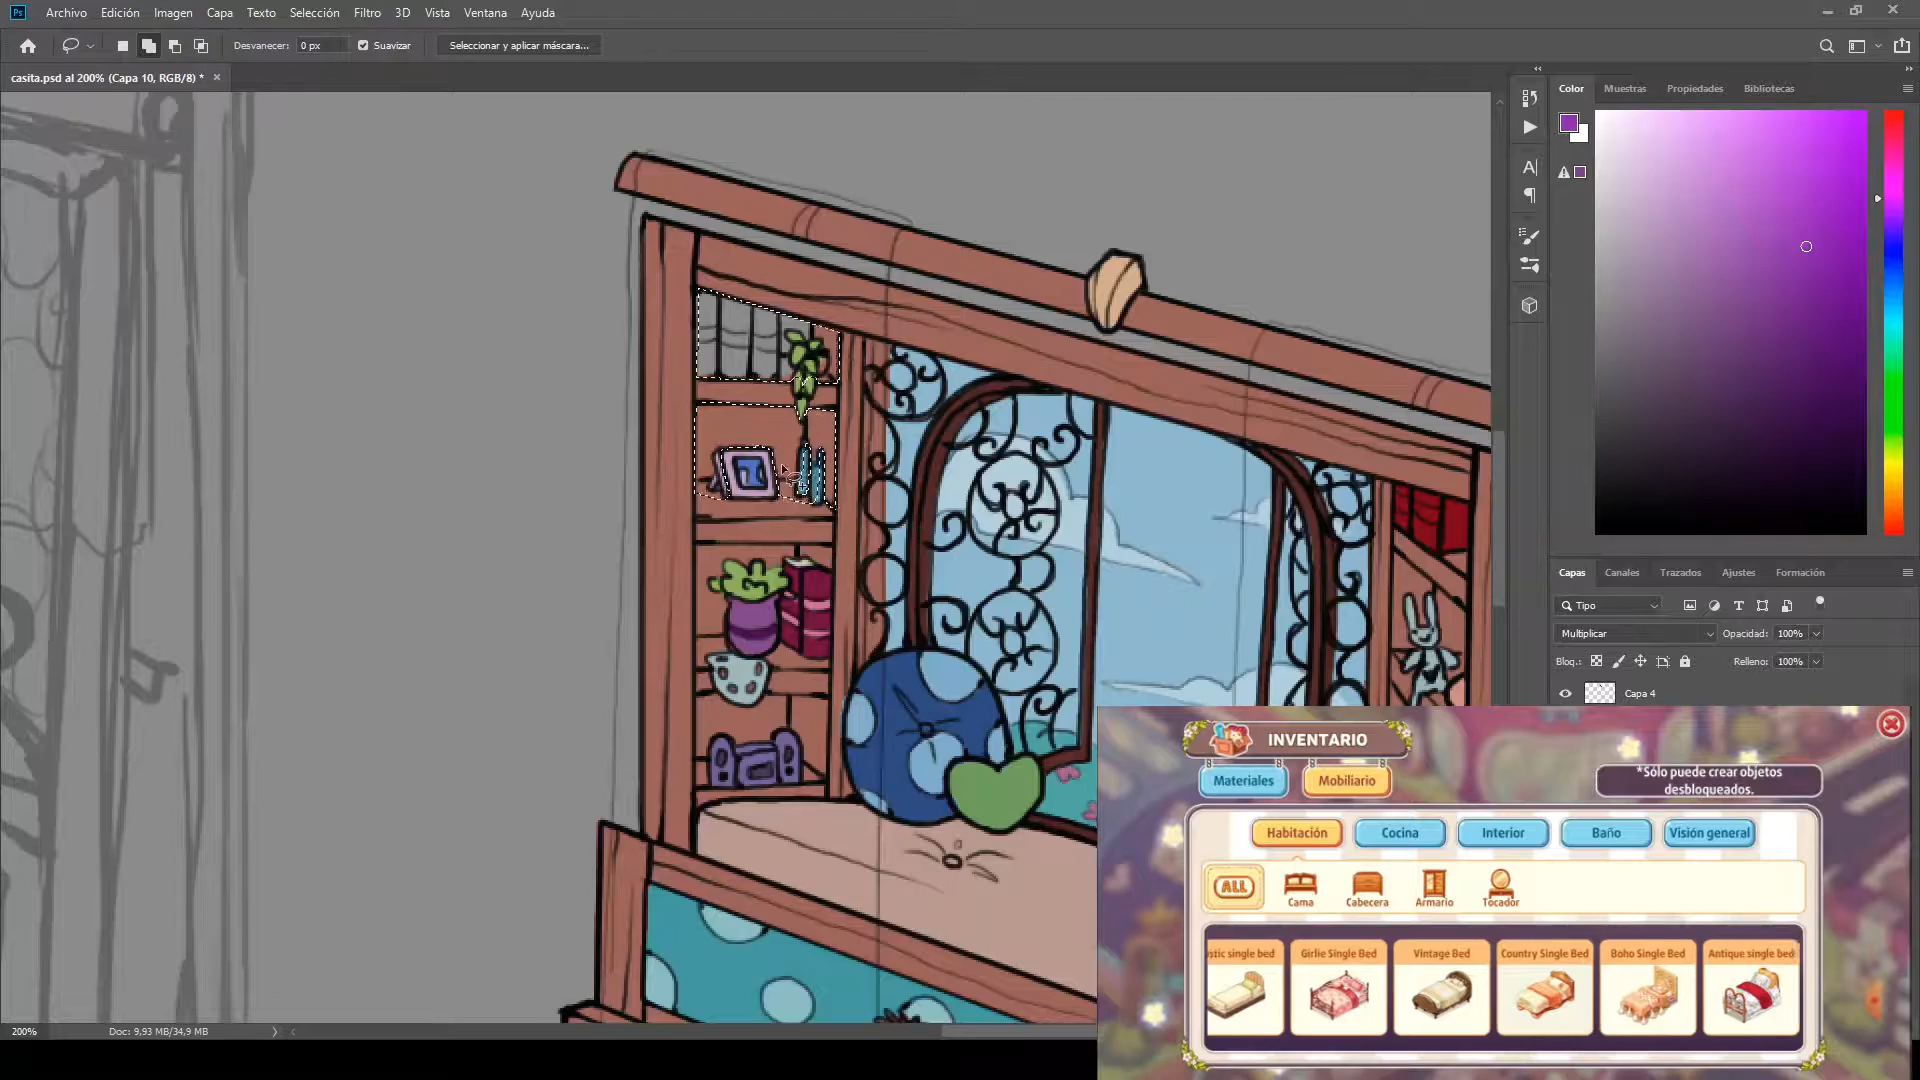 Ps Archivo Edición Imagen Capa Texto Selección Filtro 3D Vista Ventana Ayuda
Desvanecer: 0 px Suavizar Seleccionar y aplicar máscara...
casita.psd al 200% (Capa 10, RGB/8) *
Color Muestras Propiedades Bibliotecas
Capas Canales Trazados Ajustes Formación
Tipo
Multiplicar Opacidad: 100%
Bloq.: Relleno: 100%
Capa 4
INVENTARIO
Materiales Mobiliario
*Sólo puede crear objetos
desbloqueados.
Habitación Cocina Interior Baño Visión general
ALL Cama Cabecera Armario Tocador
stic single bed Girlie Single Bed Vintage Bed Country Single Bed Boho Single Bed Antique single bed
200% Doc: 9,93 MB/34,9 MB